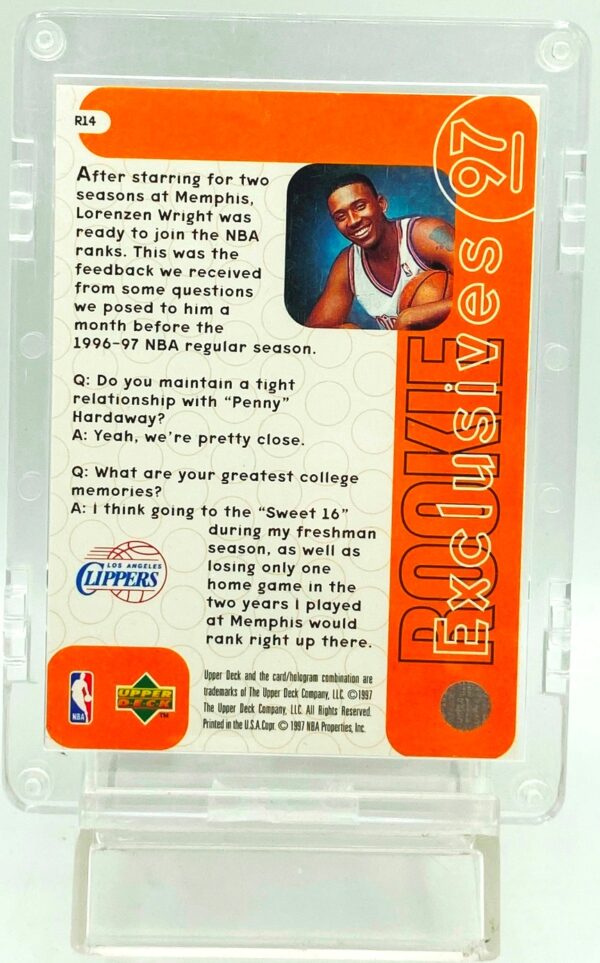 R14
97
ROOKIE
Exclusives
After starring for two
seasons at Memphis,
Lorenzen Wright was
ready to join the NBA
ranks. This was the
feedback we received
from some questions
we posed to him a
month before the
1996-97 NBA regular season.
Q: Do you maintain a tight
relationship with "Penny"
Hardaway?
A: Yeah, we're pretty close.
Q: What are your greatest college
memories?
A: I think going to the "Sweet 16"
during my freshman
season, as well as
losing only one
home game in the
two years I played
at Memphis would
rank right up there.
LOS ANGELES
CLIPPERS
NBA
UPPER
DECK
TM
Upper Deck and the card/hologram combination are
trademarks of The Upper Deck Company, LLC. ©1997
The Upper Deck Company, LLC. All Rights Reserved.
Printed in the U.S.A.Copr. © 1997 NBA Properties, Inc.